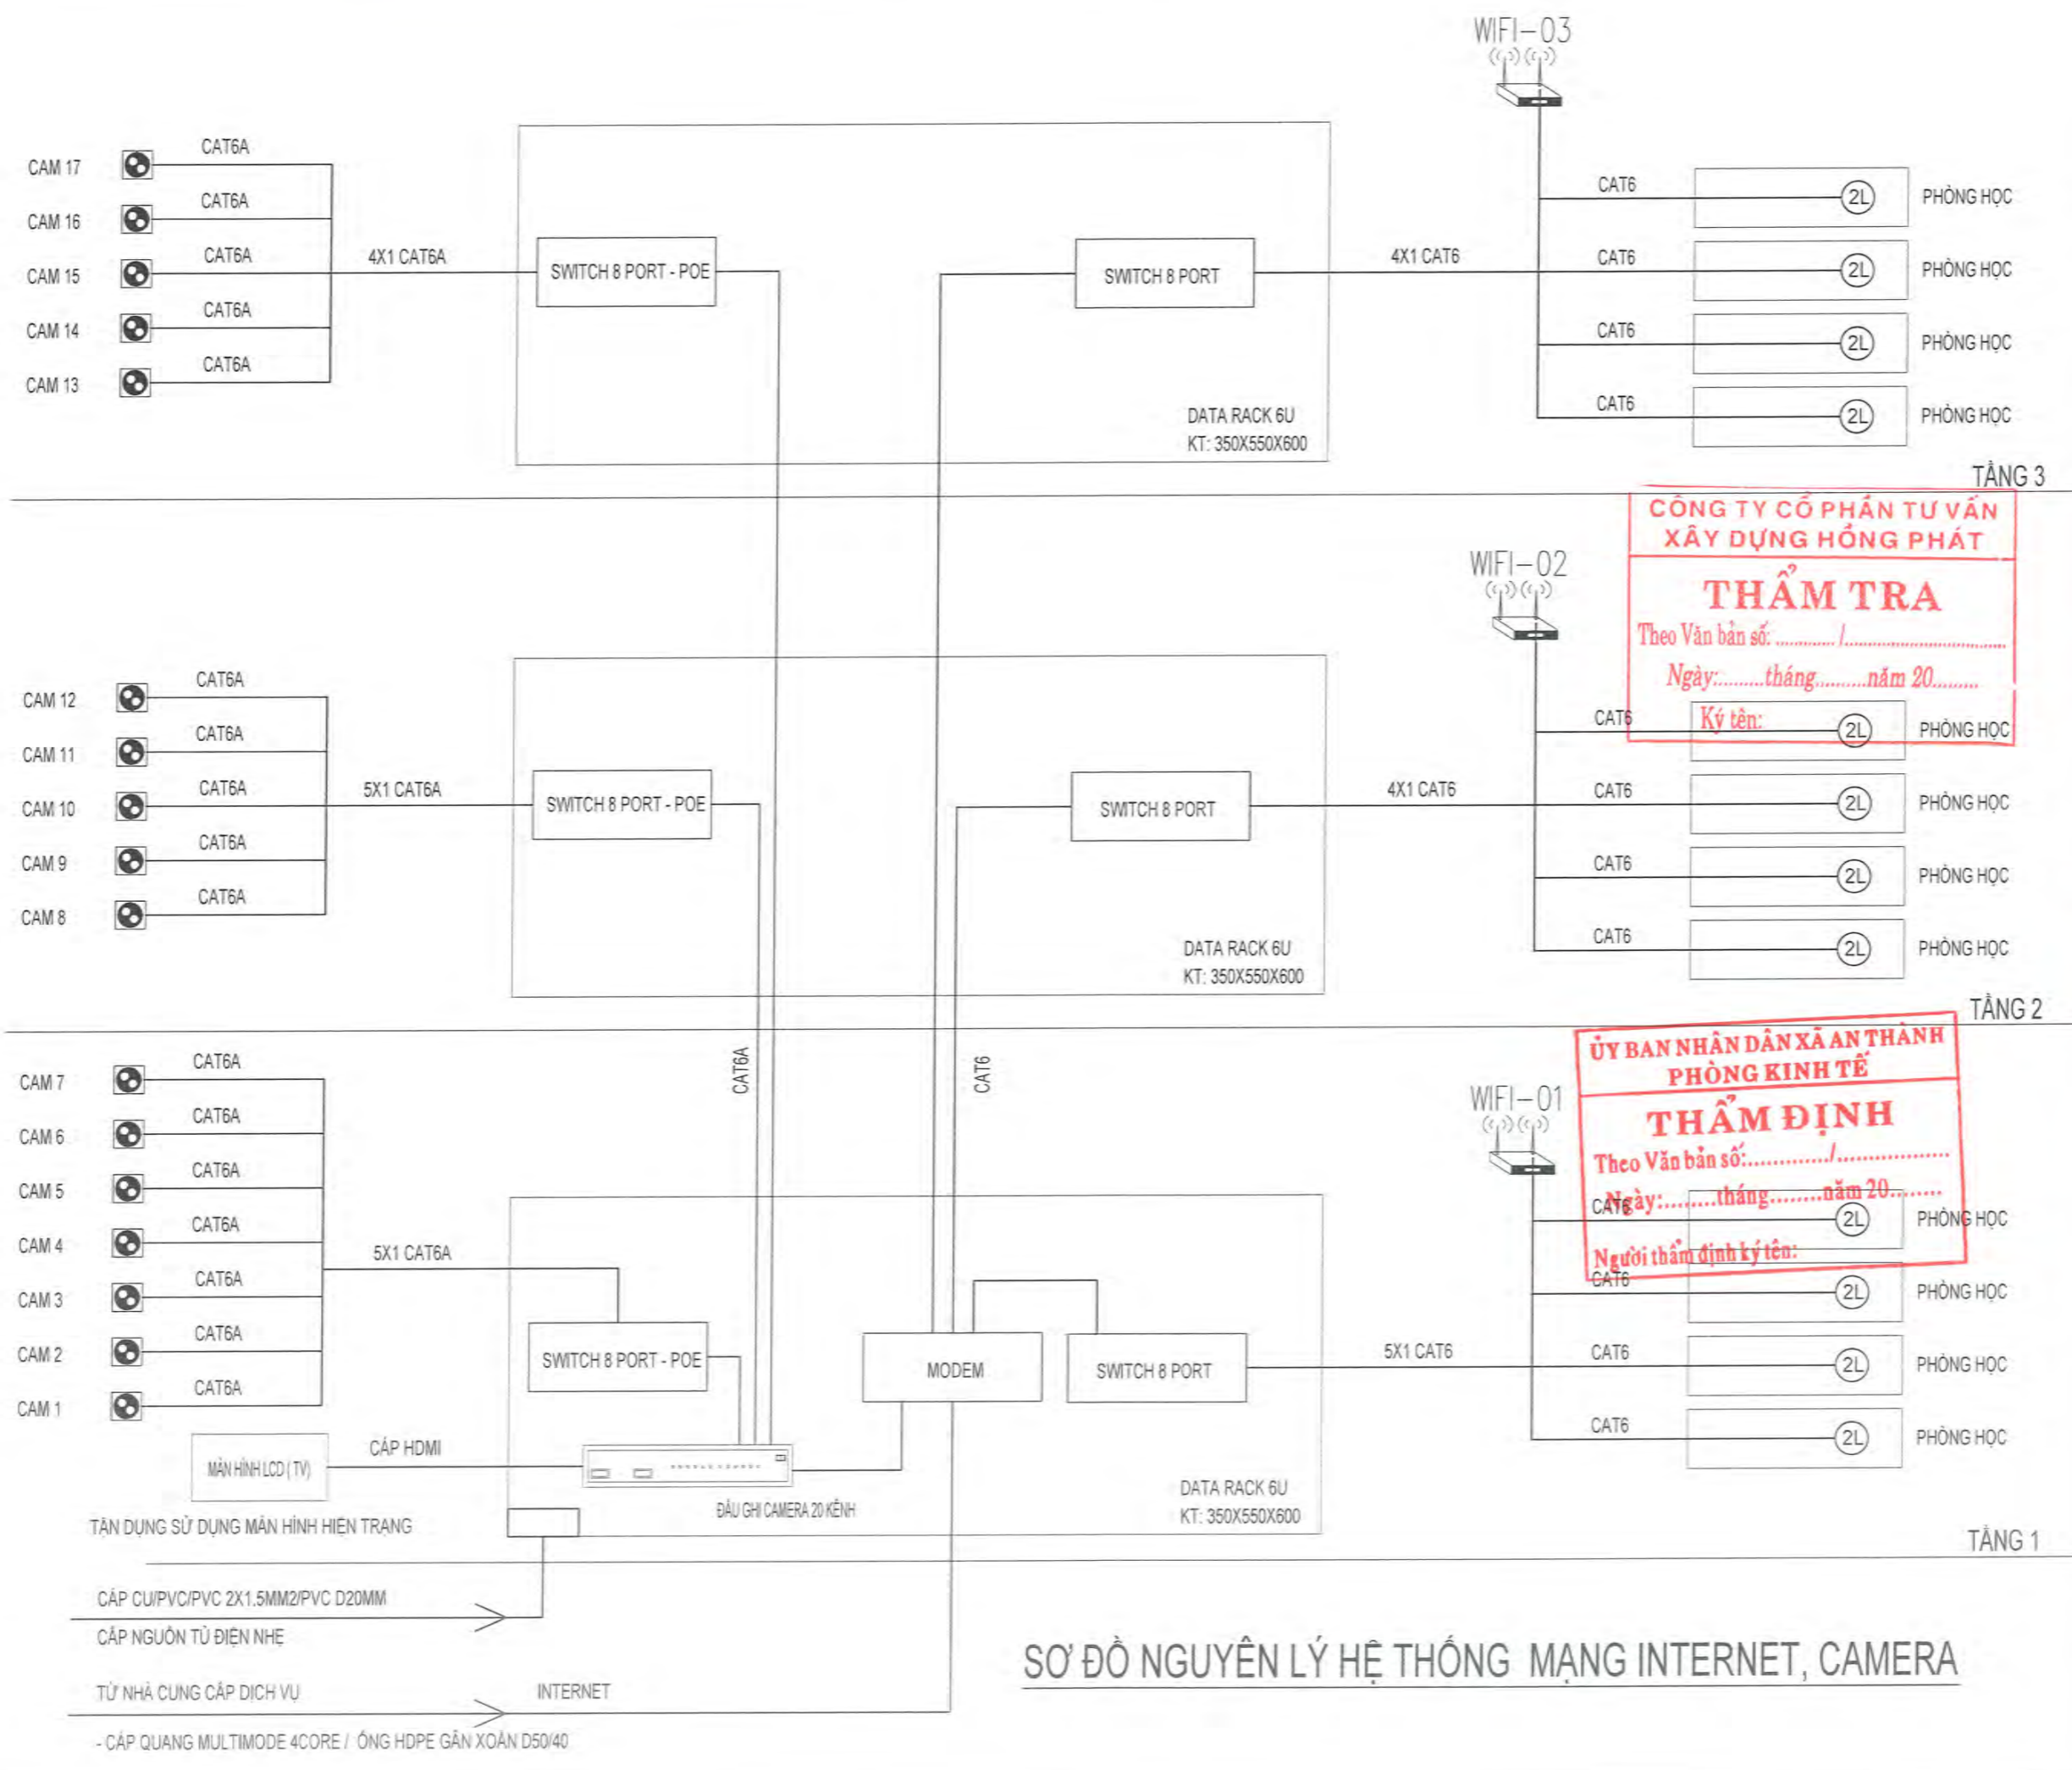 WIFI-03
CAM 17
CAT6A
CAM 16
CAT6A
CAM 15
CAT6A
CAM 14
CAT6A
CAM 13
CAT6A
4X1 CAT6A
SWITCH 8 PORT - POE
SWITCH 8 PORT
4X1 CAT6
DATA RACK 6U
KT: 350X550X600
CAT6
2L
PHÒNG HỌC
CAT6
2L
PHÒNG HỌC
CAT6
2L
PHÒNG HỌC
CAT6
2L
PHÒNG HỌC
TẦNG 3
CÔNG TY CỔ PHẦN TƯ VẤN
XÂY DỰNG HỒNG PHÁT
THẨM TRA
Theo Văn bản số: ............ /.................................
Ngày:.........tháng..........năm 20.........
Ký tên:
WIFI-02
CAM 12
CAT6A
CAM 11
CAT6A
CAM 10
CAT6A
CAM 9
CAT6A
CAM 8
CAT6A
5X1 CAT6A
SWITCH 8 PORT - POE
SWITCH 8 PORT
4X1 CAT6
DATA RACK 6U
KT: 350X550X600
CAT6
2L
PHÒNG HỌC
CAT6
2L
PHÒNG HỌC
CAT6
2L
PHÒNG HỌC
CAT6
2L
PHÒNG HỌC
TẦNG 2
ỦY BAN NHÂN DÂN XÃ AN THÀNH
PHÒNG KINH TẾ
THẨM ĐỊNH
Theo Văn bản số:............../...................
Ngày:..........tháng.........năm 20.........
Người thẩm định ký tên:
CAT6A
CAT6
WIFI-01
CAM 7
CAT6A
CAM 6
CAT6A
CAM 5
CAT6A
CAM 4
CAT6A
CAM 3
CAT6A
CAM 2
CAT6A
CAM 1
CAT6A
5X1 CAT6A
SWITCH 8 PORT - POE
MODEM
SWITCH 8 PORT
5X1 CAT6
CAT6
2L
PHÒNG HỌC
CAT6
2L
PHÒNG HỌC
CAT6
2L
PHÒNG HỌC
CAT6
2L
PHÒNG HỌC
MÀN HÌNH LCD ( TV)
CÁP HDMI
ĐẦU GHI CAMERA 20 KÊNH
DATA RACK 6U
KT: 350X550X600
TẬN DỤNG SỬ DỤNG MÀN HÌNH HIỆN TRẠNG
TẦNG 1
CÁP CU/PVC/PVC 2X1.5MM2/PVC D20MM
CẤP NGUỒN TỦ ĐIỆN NHẸ
TỪ NHÀ CUNG CẤP DỊCH VỤ
INTERNET
- CÁP QUANG MULTIMODE 4CORE / ỐNG HDPE GÂN XOẮN D50/40
SƠ ĐỒ NGUYÊN LÝ HỆ THỐNG MẠNG INTERNET, CAMERA